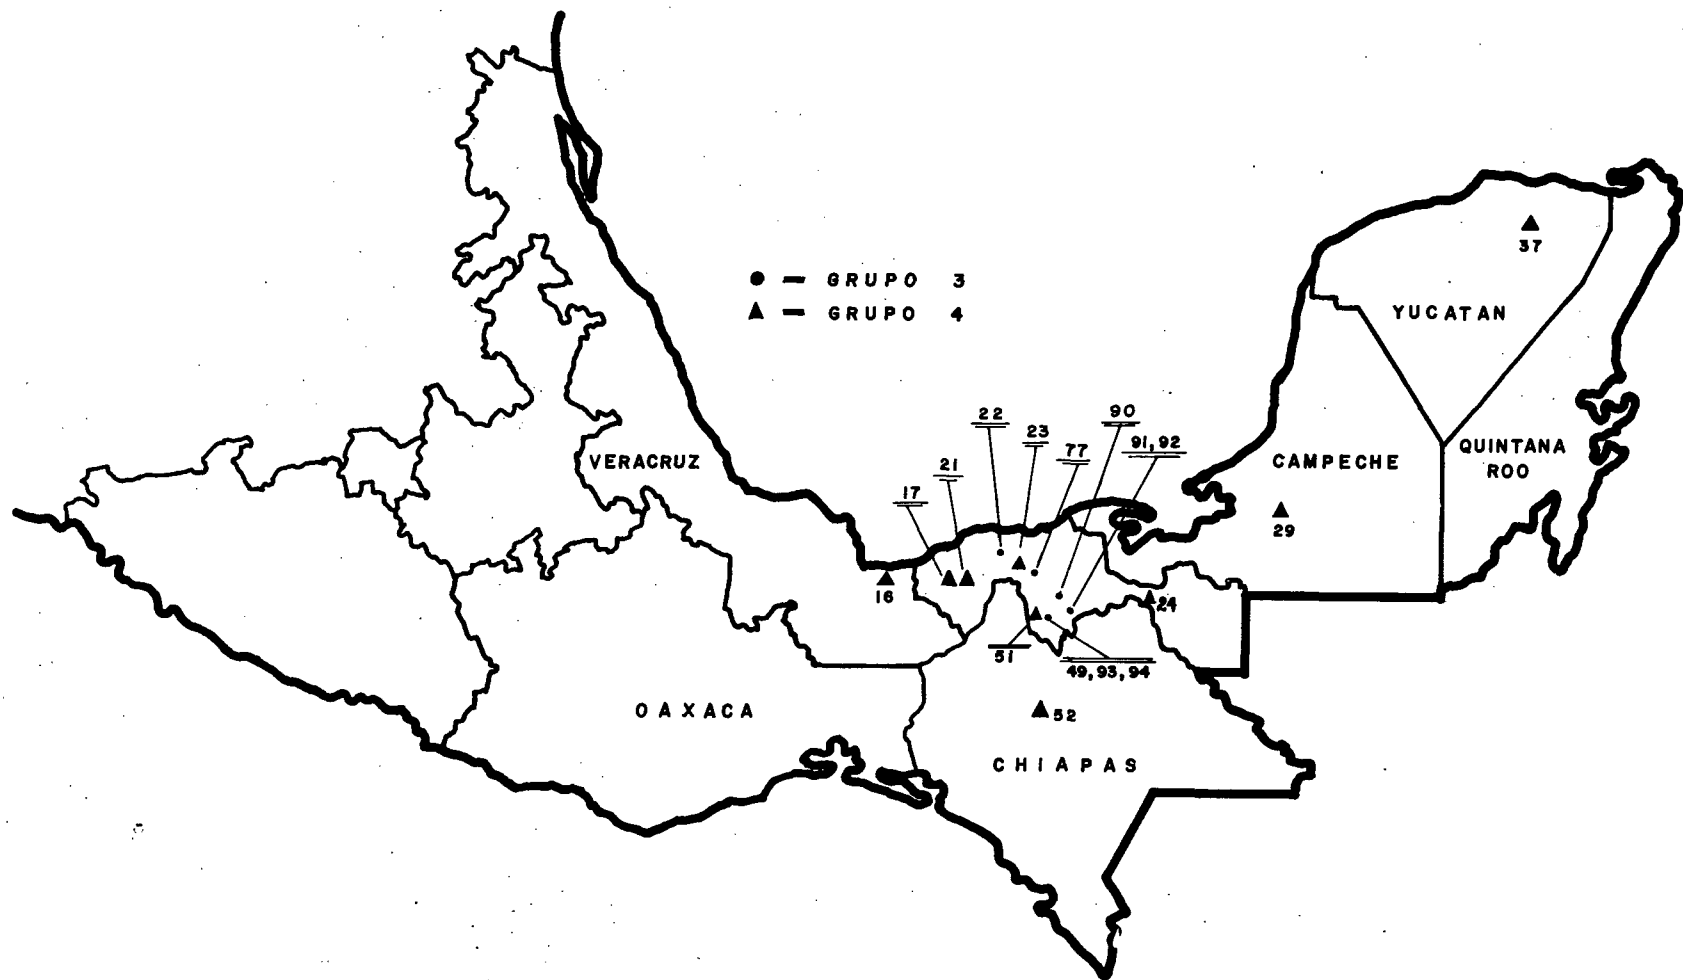 37
● — GRUPO 3
▲ — GRUPO 4
YUCATAN
22
90
23
91,92
77
VERACRUZ
21
CAMPECHE
QUINTANA
ROO
17
29
16
24
51
49,93,94
OAXACA
52
CHIAPAS